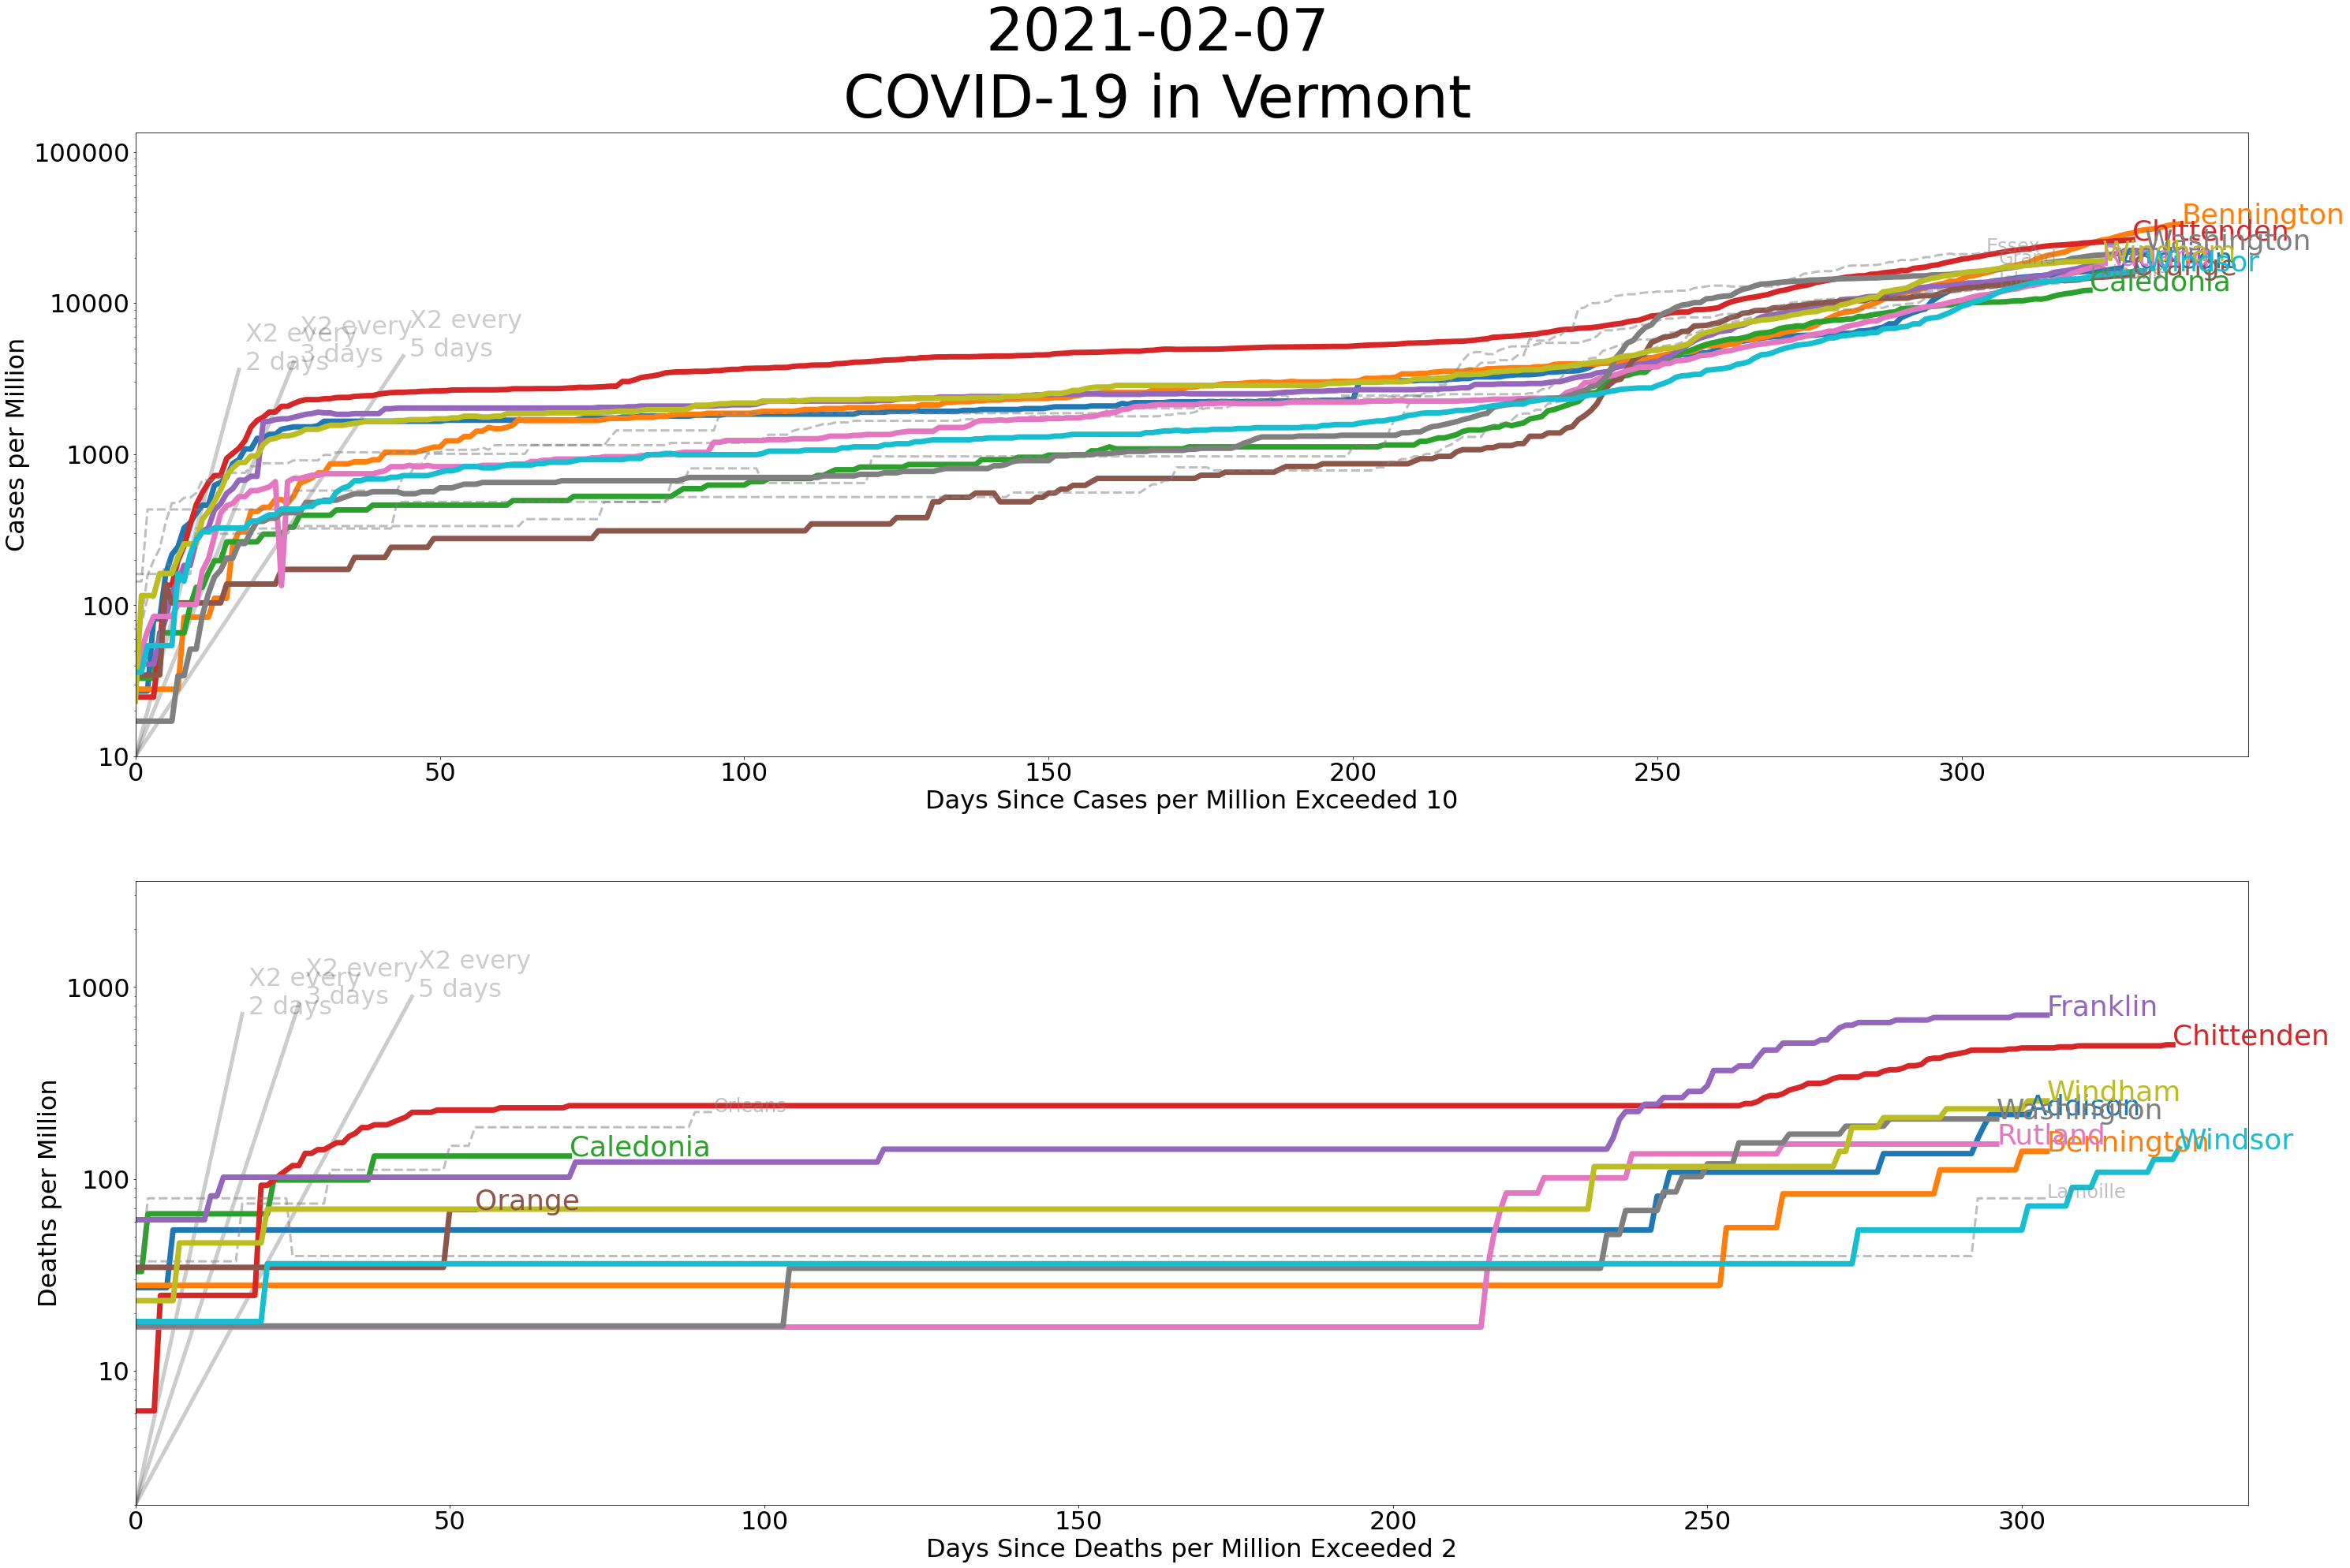 2021-02-07
COVID-19 in Vermont
100000
10000
1000
100
10
Cases per Million
X2 every
2 days
X2 every
3 days
X2 every
5 days
Bennington
Chittenden
Essex
Washington
Windham
Grand
Windsor
Orange
Caledonia
0
50
100
150
200
250
300
Days Since Cases per Million Exceeded 10
1000
100
10
Deaths per Million
X2 every
2 days
X2 every
3 days
X2 every
5 days
Franklin
Chittenden
Windham
Addison
Washington
Orleans
Rutland
Windsor
Bennington
Caledonia
Orange
Lamoille
0
50
100
150
200
250
300
Days Since Deaths per Million Exceeded 2